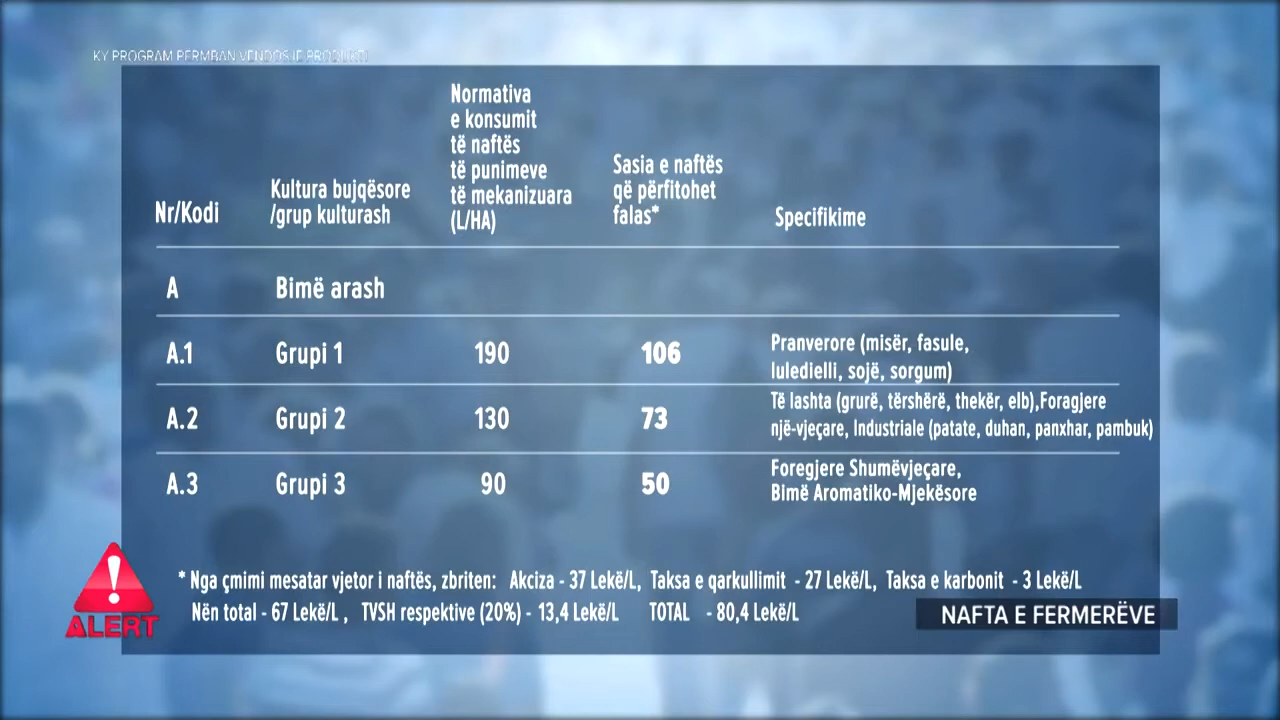 KY PROGRAM PËRMBAN VENDOSJE PRODUKTI
Normativa
e konsumit
të naftës
të punimeve
të mekanizuara
(L/HA)
Sasia e naftës
që përfitohet
falas*
Kultura bujqësore
/grup kulturash
Nr/Kodi
Specifikime
A Bimë arash
A.1 Grupi 1 190 106 Pranverore (misër, fasule,
luledielli, sojë, sorgum)
A.2 Grupi 2 130 73 Të lashta (grurë, tërshërë, thekër, elb),Foragjere
një-vjeçare, Industriale (patate, duhan, panxhar, pambuk)
A.3 Grupi 3 90 50 Foregjere Shumëvjeçare,
Bimë Aromatiko-Mjekësore
* Nga çmimi mesatar vjetor i naftës, zbriten: Akciza - 37 Lekë/L, Taksa e qarkullimit - 27 Lekë/L, Taksa e karbonit - 3 Lekë/L
Nën total - 67 Lekë/L , TVSH respektive (20%) - 13,4 Lekë/L TOTAL - 80,4 Lekë/L
ALERT
NAFTA E FERMERËVE